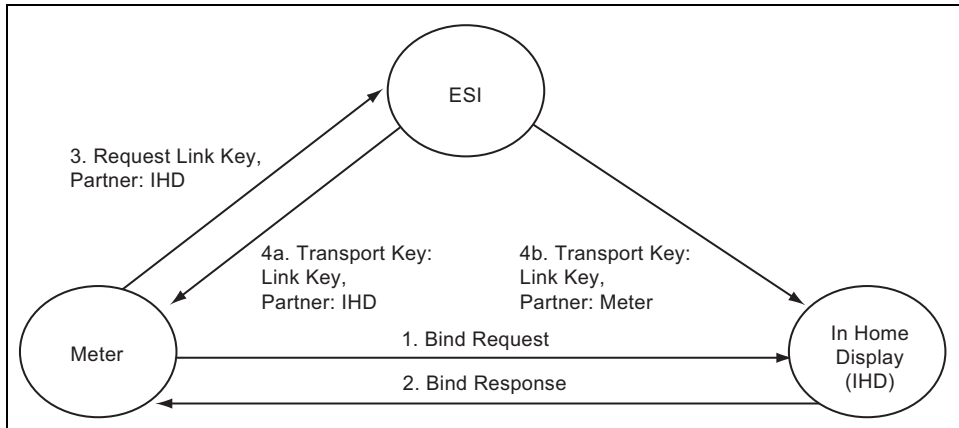 ESI
3. Request Link Key,
Partner: IHD
4a. Transport Key:
Link Key,
Partner: IHD
4b. Transport Key:
Link Key,
Partner: Meter
Meter
1. Bind Request
2. Bind Response
In Home
Display
(IHD)